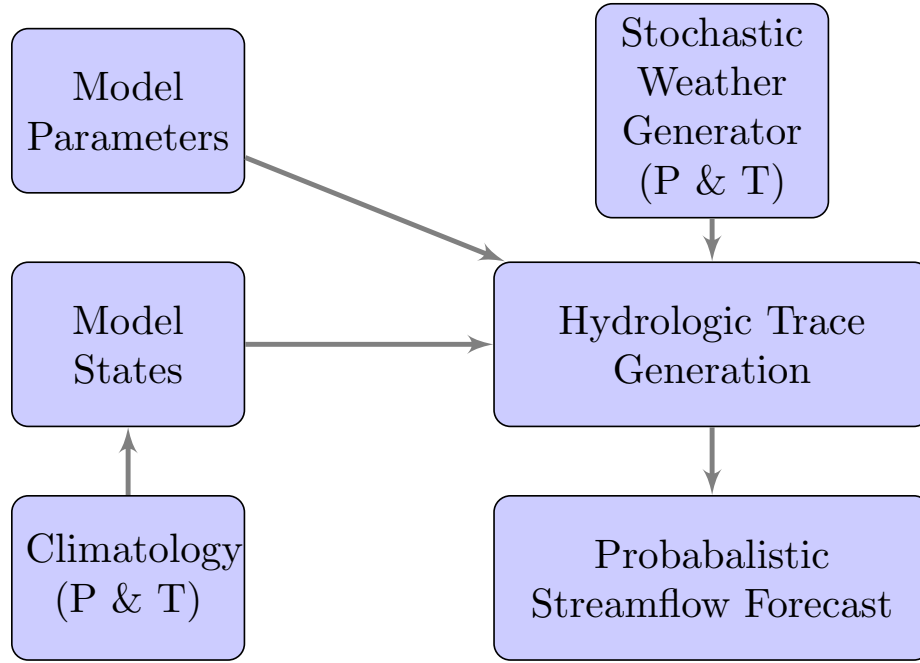 Model
Parameters
Stochastic
Weather
Generator
(P & T)
Model
States
Hydrologic Trace
Generation
Climatology
(P & T)
Probabalistic
Streamflow Forecast